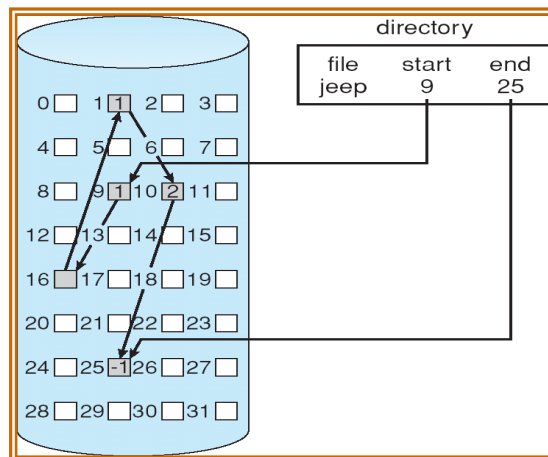 directory
file start end
jeep 9 25
0 1 1 2 3
4 5 6 7
8 9 1 10 2 11
12 13 14 15
16 17 18 19
20 21 22 23
24 25 -1 26 27
28 29 30 31